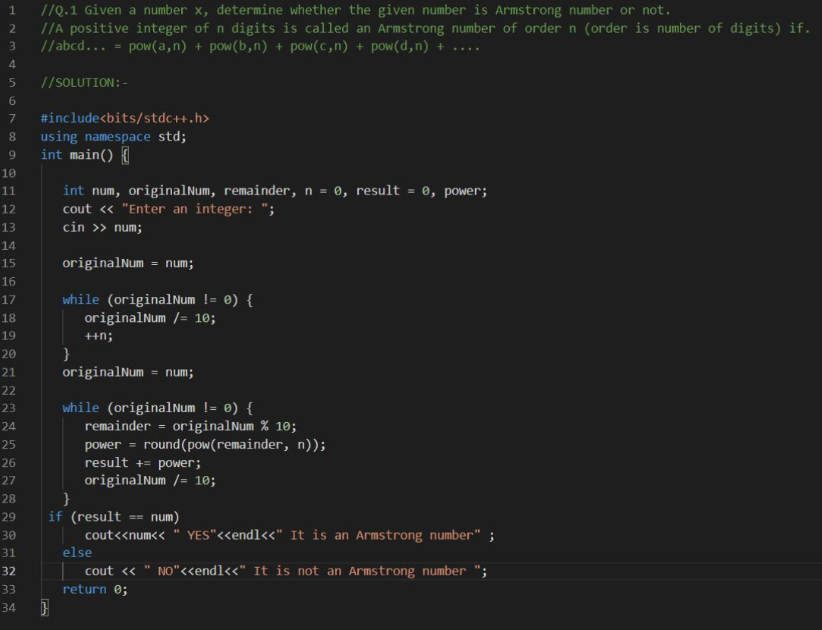 1 //Q.1 Given a number x, determine whether the given number is Armstrong number or not.
2 //A positive integer of n digits is called an Armstrong number of order n (order is number of digits) if.
3 //abcd... = pow(a,n) + pow(b,n) + pow(c,n) + pow(d,n) + ....
4
5 //SOLUTION:-
6
7 #include<bits/stdc++.h>
8 using namespace std;
9 int main() {
10
11 int num, originalNum, remainder, n = 0, result = 0, power;
12 cout << "Enter an integer: ";
13 cin >> num;
14
15 originalNum = num;
16
17 while (originalNum != 0) {
18 originalNum /= 10;
19 ++n;
20 }
21 originalNum = num;
22
23 while (originalNum != 0) {
24 remainder = originalNum % 10;
25 power = round(pow(remainder, n));
26 result += power;
27 originalNum /= 10;
28 }
29 if (result == num)
30 cout<<num<< " YES"<<endl<<" It is an Armstrong number" ;
31 else
32 cout << " NO"<<endl<<" It is not an Armstrong number ";
33 return 0;
34 }